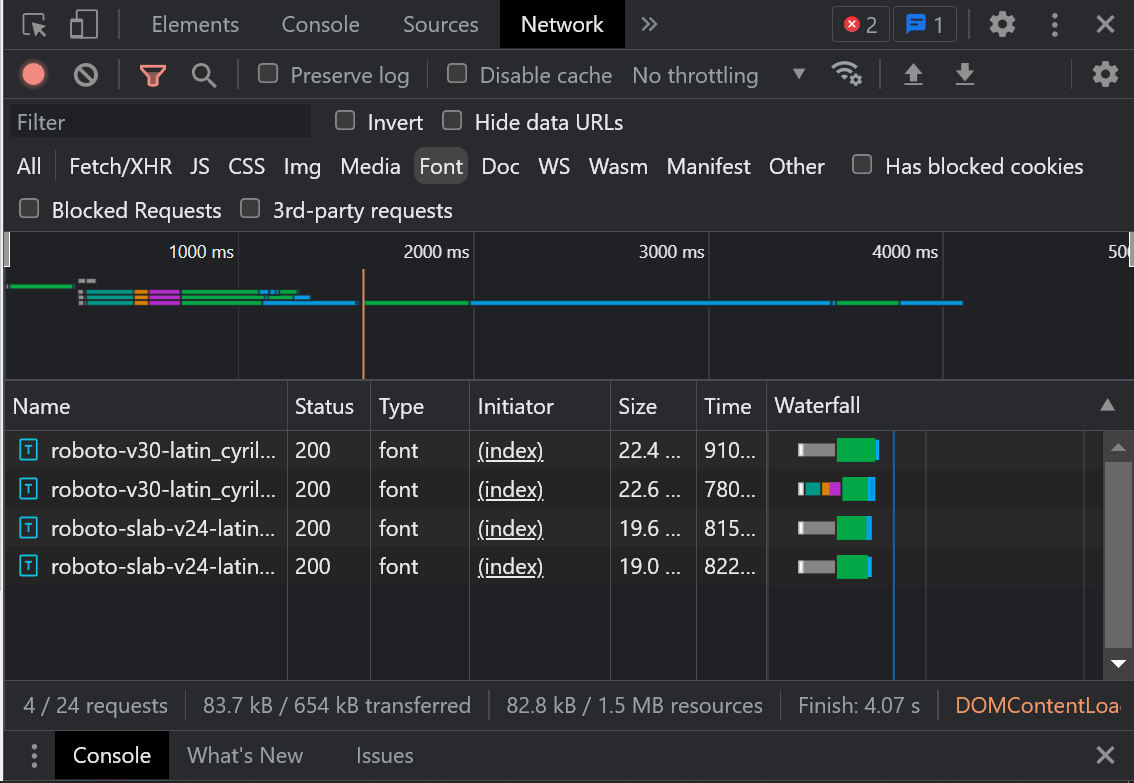 Elements Console Sources Network » 2 1
Preserve log Disable cache No throttling
Filter Invert Hide data URLs
All Fetch/XHR JS CSS Img Media Font Doc WS Wasm Manifest Other Has blocked cookies
Blocked Requests 3rd-party requests
1000 ms 2000 ms 3000 ms 4000 ms 500
Name Status Type Initiator Size Time Waterfall
T roboto-v30-latin_cyril... 200 font (index) 22.4 ... 910...
T roboto-v30-latin_cyril... 200 font (index) 22.6 ... 780...
T roboto-slab-v24-latin... 200 font (index) 19.6 ... 815...
T roboto-slab-v24-latin... 200 font (index) 19.0 ... 822...
4 / 24 requests 83.7 kB / 654 kB transferred 82.8 kB / 1.5 MB resources Finish: 4.07 s DOMContentLoa
Console What's New Issues